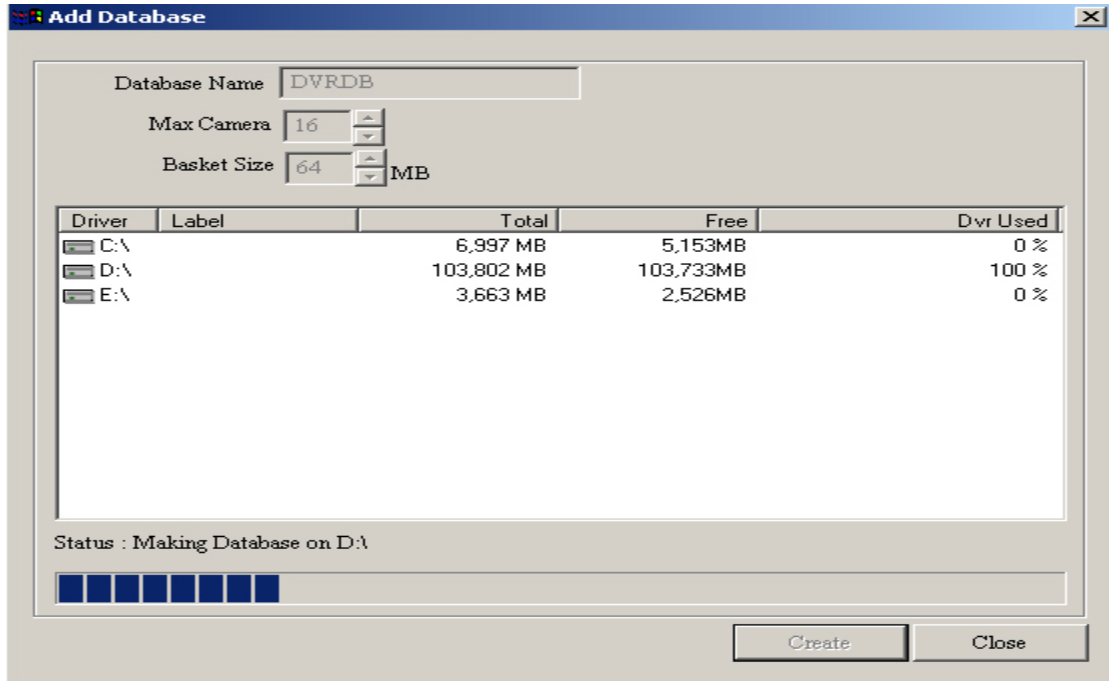 Add Database
Database Name DVRDB
Max Camera 16
Basket Size 64 MB
Driver Label Total Free Dvr Used
C:\ 6,997 MB 5,153MB 0 %
D:\ 103,802 MB 103,733MB 100 %
E:\ 3,663 MB 2,526MB 0 %
Status : Making Database on D:\
Create Close